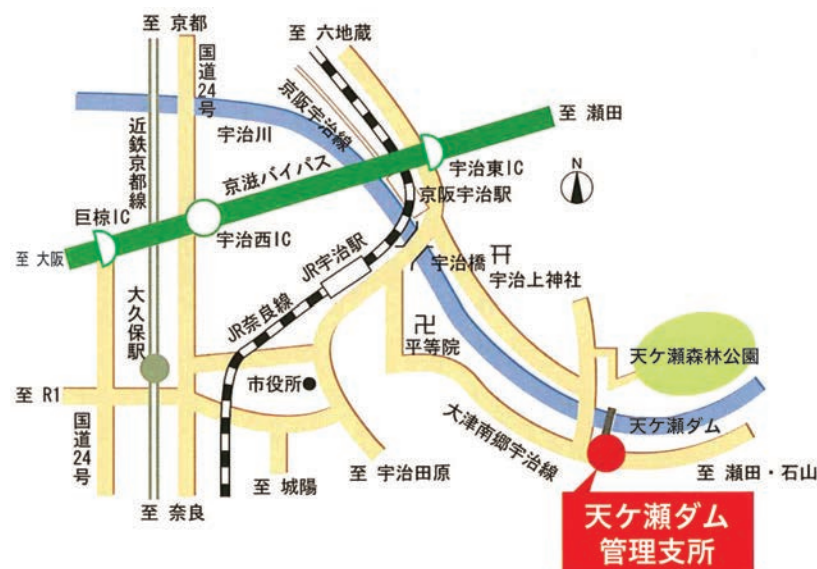 至 京都
至 六地蔵
国道24号
京阪宇治線
至 瀬田
宇治川
近鉄京都線
京滋バイパス
宇治東IC
京阪宇治駅
N
巨椋IC
宇治西IC
至 大阪
JR宇治駅
宇治橋
宇治上神社
大久保駅
JR奈良線
卍
平等院
天ケ瀬森林公園
市役所
至 R1
大津南郷宇治線
天ケ瀬ダム
国道24号
至 城陽
至 宇治田原
至 瀬田・石山
至 奈良
天ケ瀬ダム
管理支所